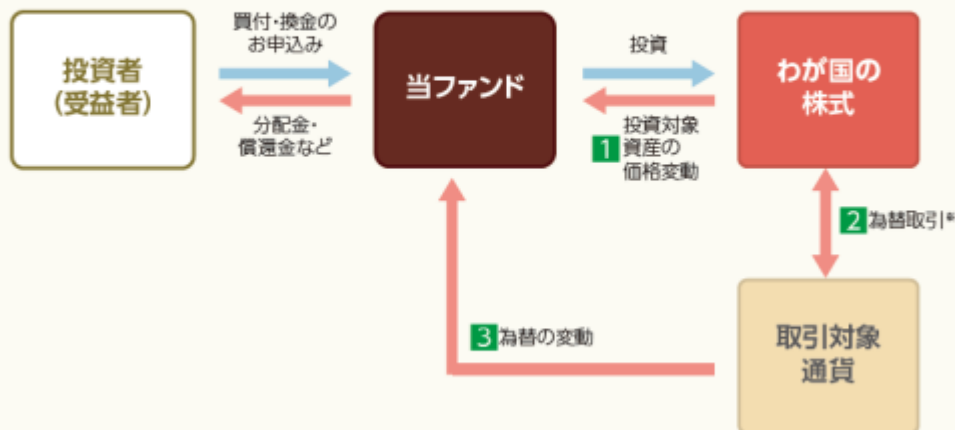 買付・換金の
お申込み
投資者
(受益者)
分配金・
償還金など
当ファンド
投資
1 投資対象
資産の
価格変動
わが国の
株式
2 為替取引※
3 為替の変動
取引対象
通貨